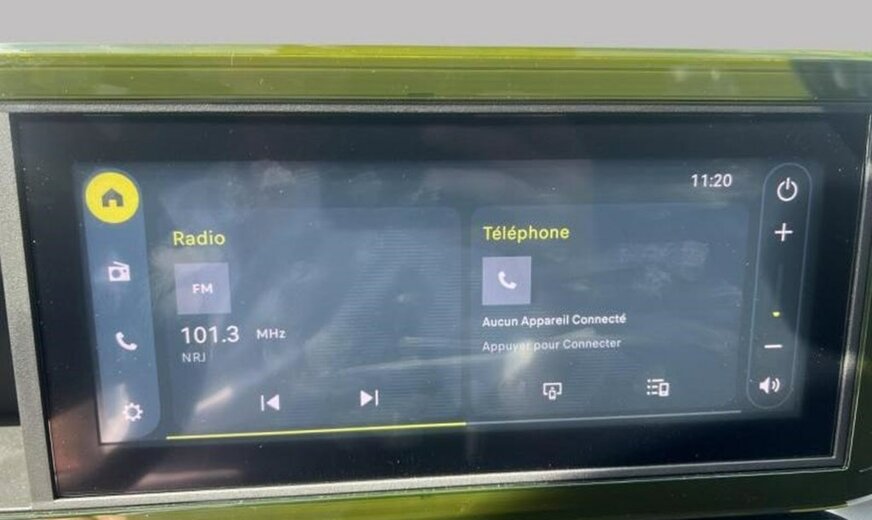 11:20
Radio
FM
101.3 MHz
NRJ
Téléphone
Aucun Appareil Connecté
Appuyer pour Connecter